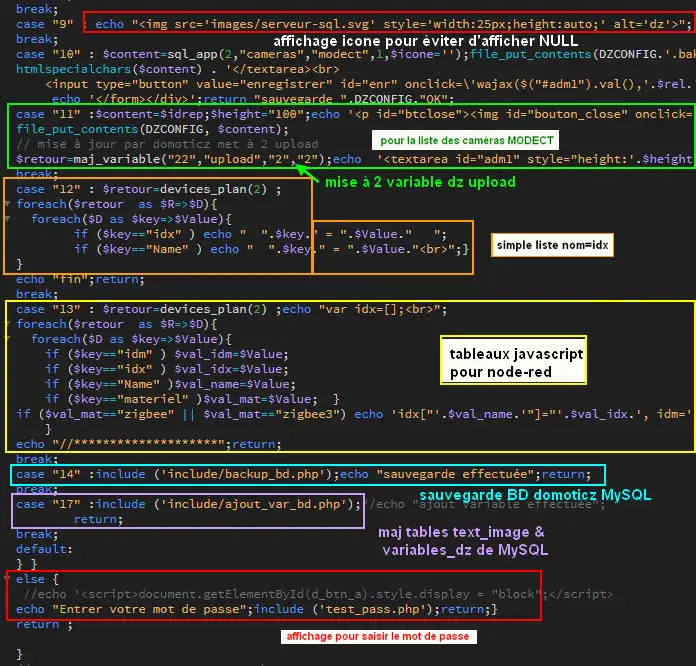 break;
case "9" : echo "<img src='images/serveur-sql.svg' style='width:25px;height:auto;' alt='dz'>";
affichage icone pour éviter d'afficher NULL
break;
case "10" : $content=sql_app(2,"cameras","modect",1,$icone='');file_put_contents(DZCONFIG.'.bak
htmlspecialchars($content) . '</textarea><br>
<input type="button" value="enregistrer" id="enr" onclick=\'wajax($("#adm1").val(),'.$rel.
echo '</form></div>';return "sauvegarde ".DZCONFIG."OK";
case "11" :$content=$idrep;$height="100";echo '<p id="btclose"><img id="bouton_close" onclick=
file_put_contents(DZCONFIG, $content);
pour la liste des caméras MODECT
// mise à jour par domoticz met à 2 upload
$retour=maj_variable("22","upload","2","2");echo '<textarea id="adm1" style="height:'.$height
break;
mise à 2 variable dz upload
case "12" : $retour=devices_plan(2) ;
foreach($retour as $R=>$D){
foreach($D as $key=>$Value){
if ($key=="idx" ) echo " ".$key." = ".$Value." ";
simple liste nom=idx
if ($key=="Name" ) echo " ".$key." = ".$Value."<br>";}
}
echo "fin";return;
break;
case "13" : $retour=devices_plan(2) ;echo "var idx=[];<br>";
foreach($retour as $R=>$D){
foreach($D as $key=>$Value){
if ($key=="idm" ) $val_idm=$Value;
tableaux javascript
if ($key=="idx" ) $val_idx=$Value;
pour node-red
if ($key=="Name" )$val_name=$Value;
if ($key=="materiel" )$val_mat=$Value; }
if ($val_mat=="zigbee" || $val_mat=="zigbee3") echo 'idx["'.$val_name.'"]="'.$val_idx.', idm='
}
echo "//********************";return;
break;
case "14" :include ('include/backup_bd.php');echo "sauvegarde effectuée";return;
break;
sauvegarde BD domoticz MySQL
case "17" :include ('include/ajout_var_bd.php');//echo "ajout variable effectuée";
return;
break;
maj tables text_image &
default:
variables_dz de MySQL
} }
else {
//echo '<script>document.getElementById(d_btn_a).style.display = "block";</script>
echo "Entrer votre mot de passe";include ('test_pass.php');return;}
return ;
affichage pour saisir le mot de passe
}